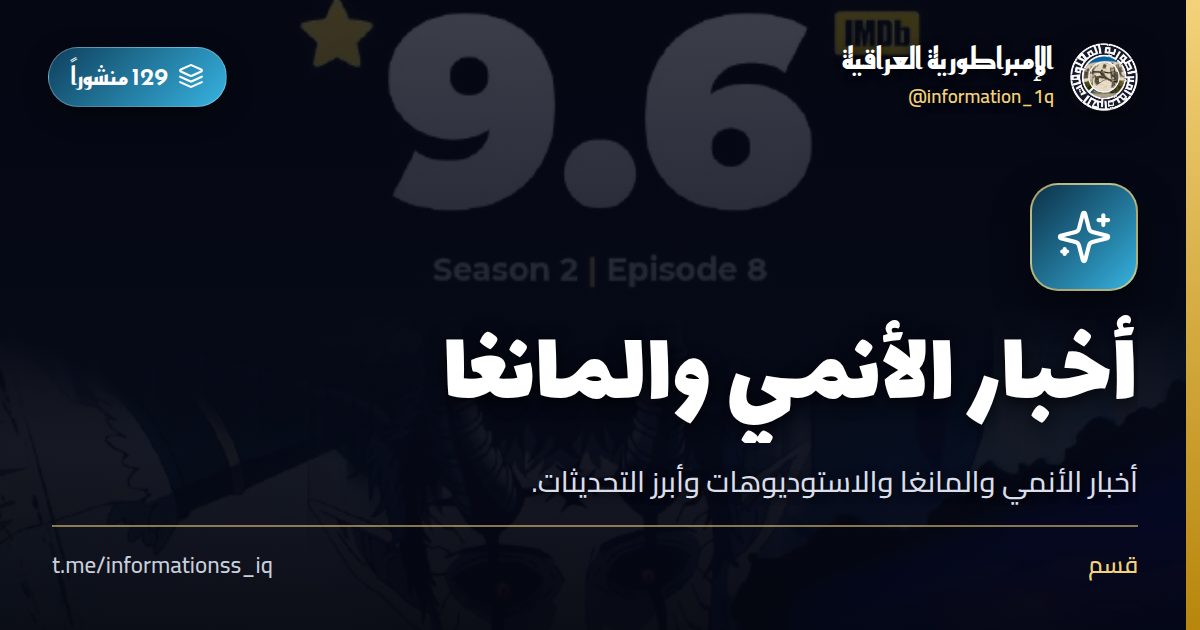 الإمبراطورية العراقية
@information_1q
129 منشوراً
IMDb
9.6
Season 2 | Episode 8
أخبار الأنمي والمانغا
أخبار الأنمي والمانغا والاستوديوهات وأبرز التحديثات.
قسم
t.me/informationss_iq